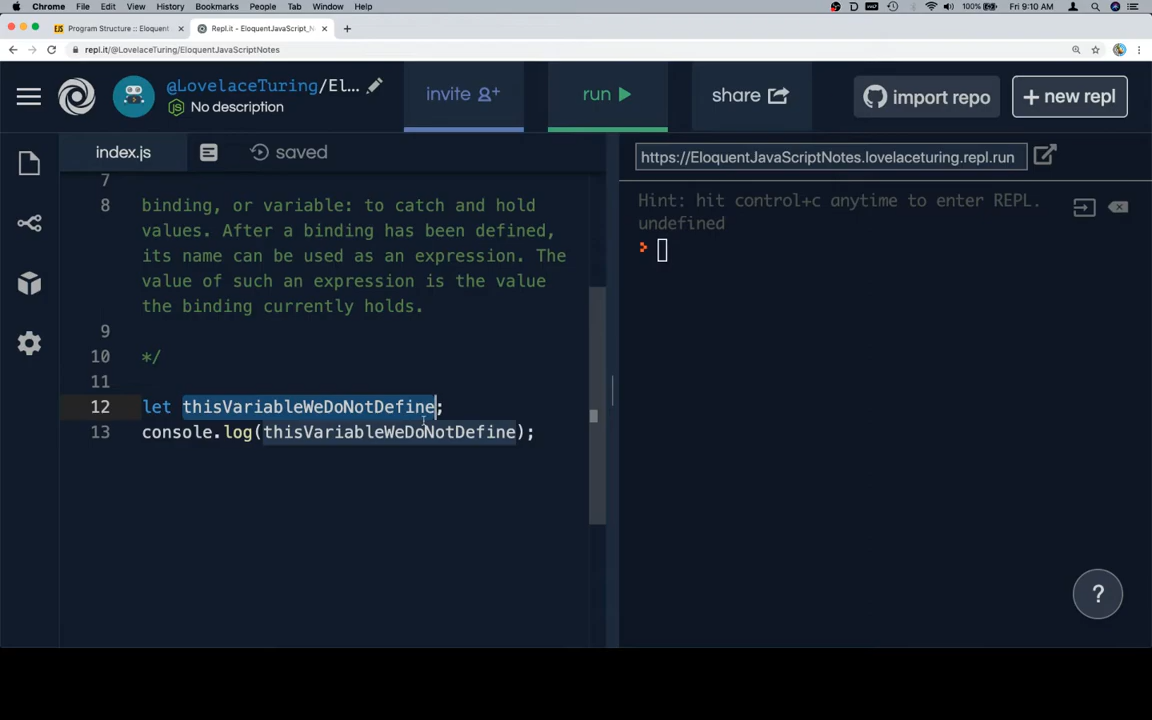 Chrome File Edit View History Bookmarks People Tab Window Help 100% Fri 9:10 AM
Program Structure :: Eloquent × Repl.it - EloquentJavaScript_N × +
repl.it/@LovelaceTuring/EloquentJavaScriptNotes
@LovelaceTuring/El...
No description
invite
run
share
import repo
+ new repl
index.js
saved
https://EloquentJavaScriptNotes.lovelaceturing.repl.run
7
8 binding, or variable: to catch and hold
values. After a binding has been defined,
its name can be used as an expression. The
value of such an expression is the value
the binding currently holds.
9
10 */
11
12 let thisVariableWeDoNotDefine;
13 console.log(thisVariableWeDoNotDefine);
Hint: hit control+c anytime to enter REPL.
undefined
?